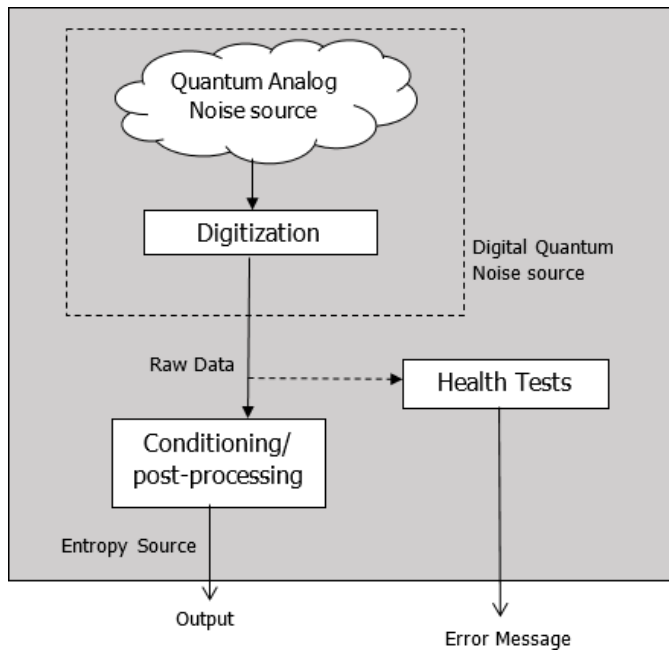 Quantum Analog
Noise source
Digitization
Digital Quantum
Noise source
Raw Data
Health Tests
Conditioning/
post-processing
Entropy Source
Output
Error Message